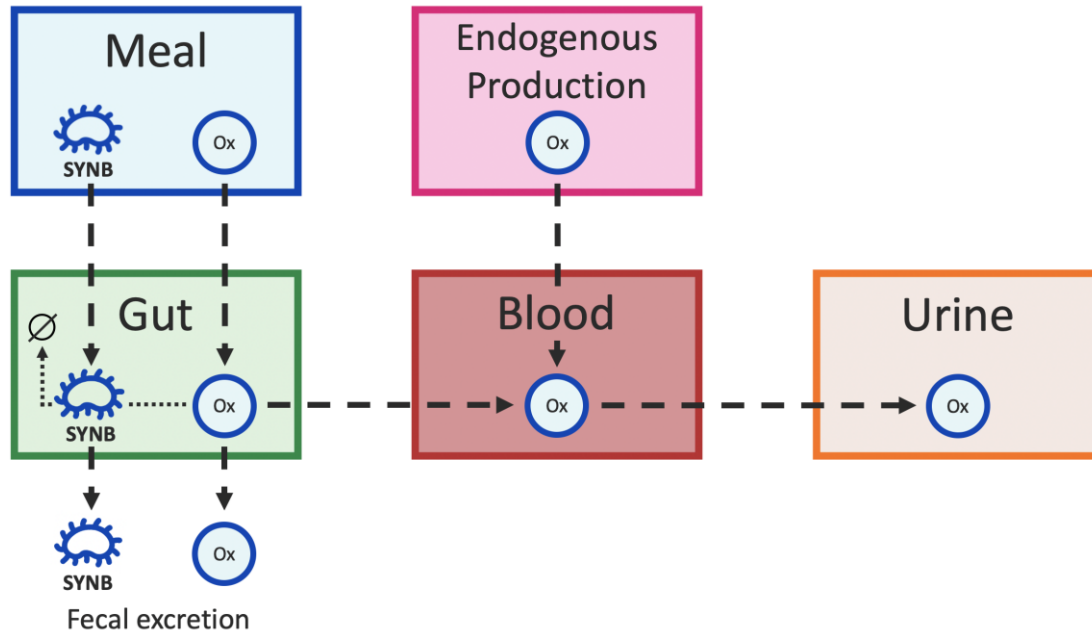 Meal
Endogenous
Production
SYNB
Ox
Ox
Gut
Blood
Urine
∅
SYNB
Ox
Ox
Ox
SYNB
Ox
Fecal excretion